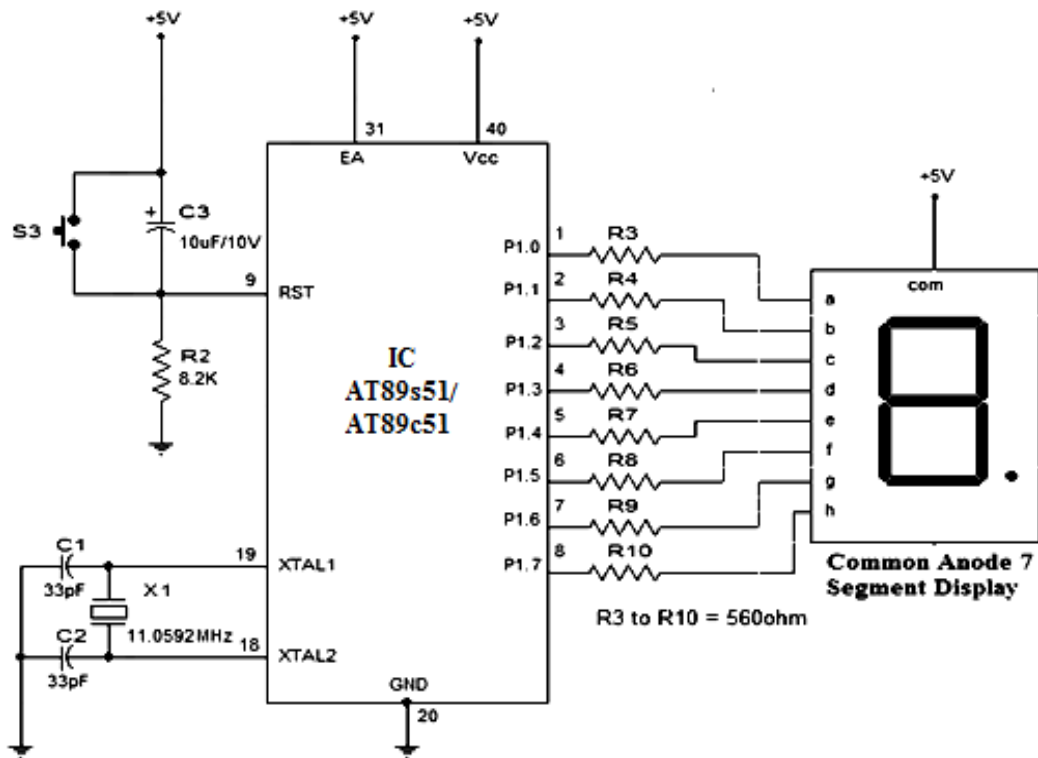 +5V
+5V
+5V
31
40
EA
Vcc
+5V
S3
+
C3
10uF/10V
9
RST
R2
8.2K
IC
AT89s51/
AT89c51
P1.0
1
R3
P1.1
2
R4
P1.2
3
R5
P1.3
4
R6
P1.4
5
R7
P1.5
6
R8
P1.6
7
R9
P1.7
8
R10
com
a
b
c
d
e
f
g
h
Common Anode 7
Segment Display
R3 to R10 = 560ohm
C1
33pF
X1
11.0592MHz
C2
33pF
19
XTAL1
18
XTAL2
GND
20